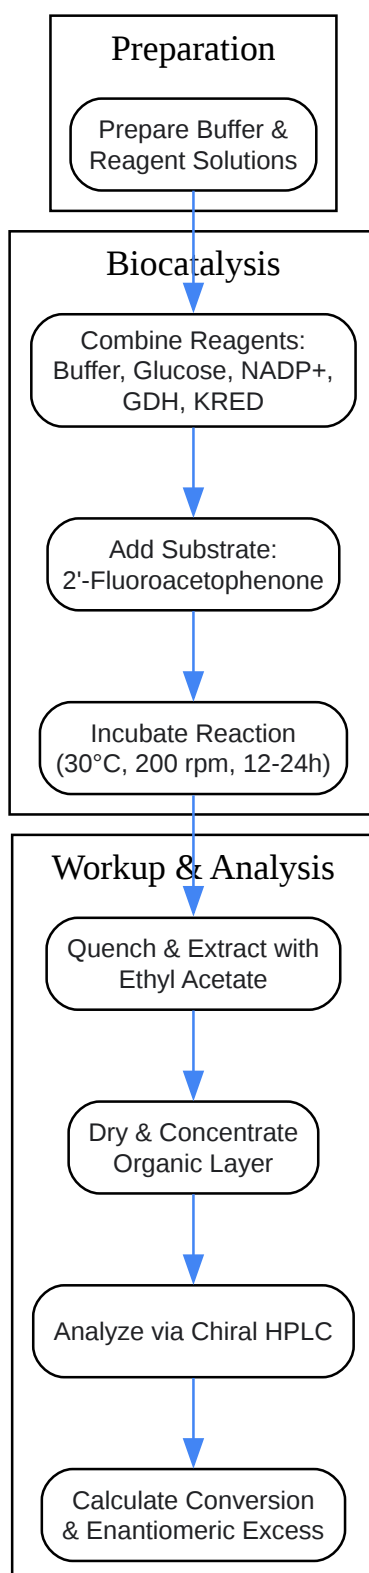 Preparation
Prepare Buffer &
Reagent Solutions
Biocatalysis
Combine Reagents:
Buffer, Glucose, NADP+,
GDH, KRED
Add Substrate:
2'-Fluoroacetophenone
Incubate Reaction
(30°C, 200 rpm, 12-24h)
Workup & Analysis
Quench & Extract with
Ethyl Acetate
Dry & Concentrate
Organic Layer
Analyze via Chiral HPLC
Calculate Conversion
& Enantiomeric Excess